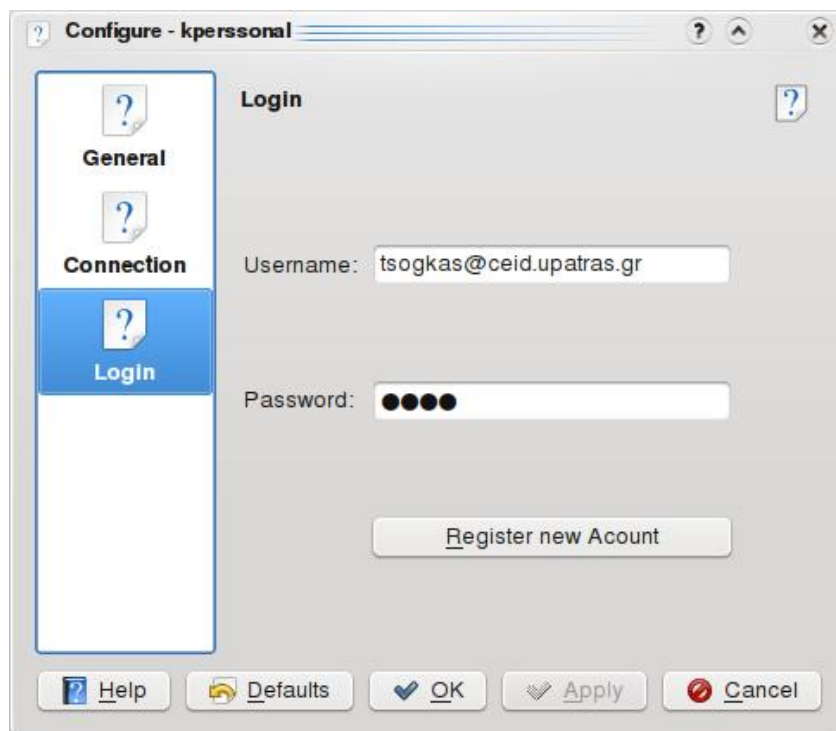 Configure - kperssonal
General
Connection
Login
Login
Username: tsogkas@ceid.upatras.gr
Password: ●●●●
Register new Acount
Help Defaults OK Apply Cancel